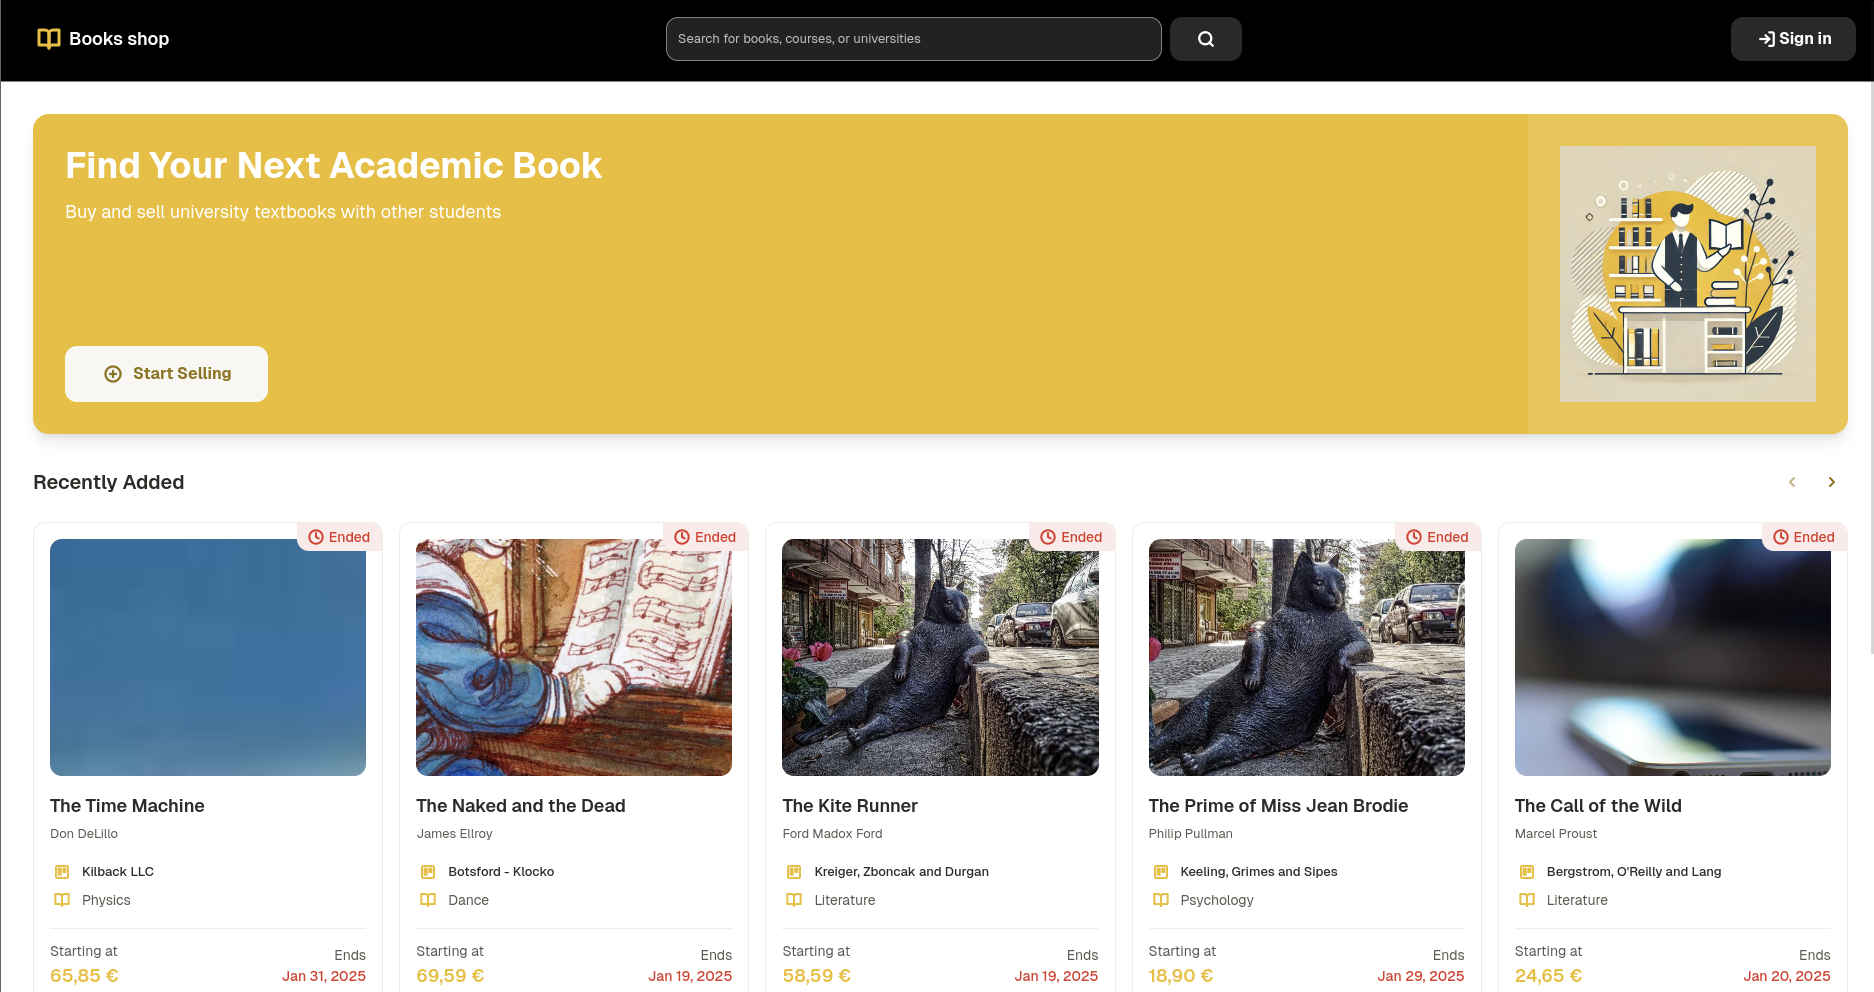 Books shop
Search for books, courses, or universities
Sign in
Find Your Next Academic Book
Buy and sell university textbooks with other students
Start Selling
Recently Added
Ended
The Time Machine
Don DeLillo
Kilback LLC
Physics
Starting at
Ends
65,85 €
Jan 31, 2025
Ended
The Naked and the Dead
James Ellroy
Botsford - Klocko
Dance
Starting at
Ends
69,59 €
Jan 19, 2025
Ended
The Kite Runner
Ford Madox Ford
Kreiger, Zboncak and Durgan
Literature
Starting at
Ends
58,59 €
Jan 19, 2025
Ended
The Prime of Miss Jean Brodie
Philip Pullman
Keeling, Grimes and Sipes
Psychology
Starting at
Ends
18,90 €
Jan 29, 2025
Ended
The Call of the Wild
Marcel Proust
Bergstrom, O'Reilly and Lang
Literature
Starting at
Ends
24,65 €
Jan 20, 2025